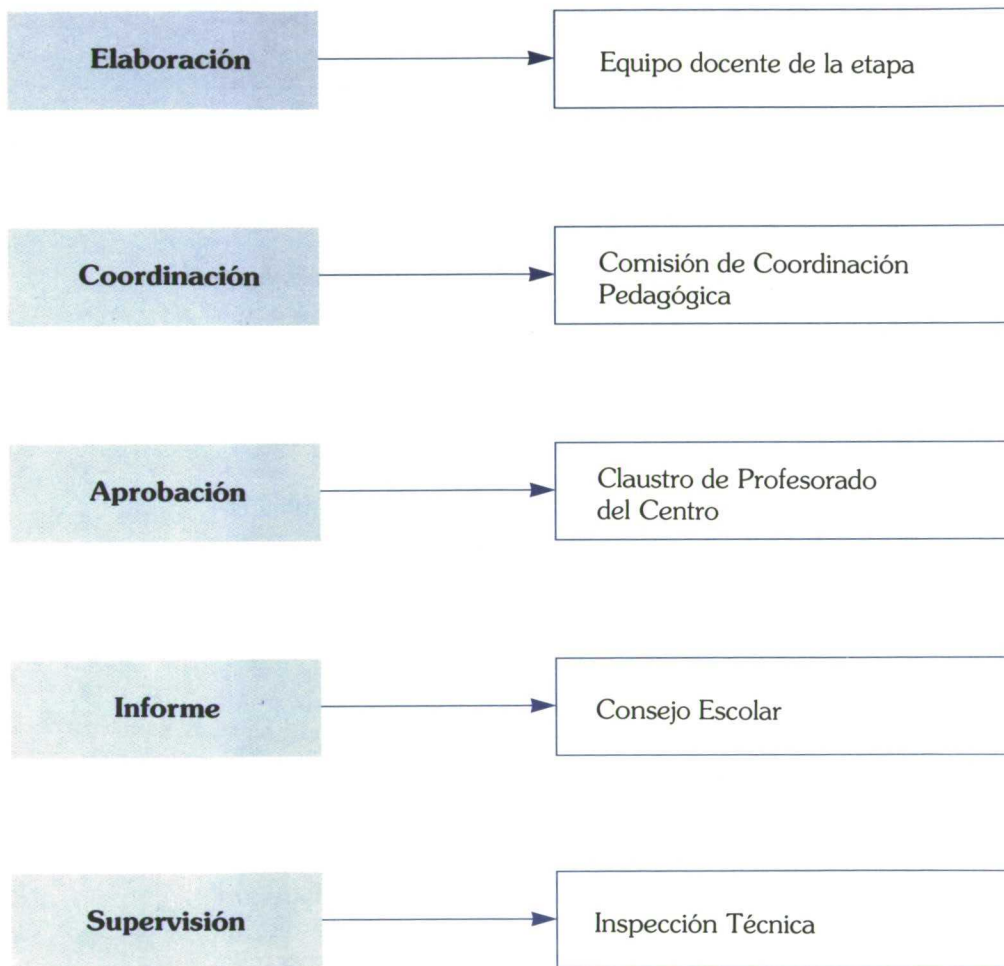 Elaboración
Equipo docente de la etapa
Coordinación
Comisión de Coordinación
Pedagógica
Aprobación
Claustro de Profesorado
del Centro
Informe
Consejo Escolar
Supervisión
Inspección Técnica